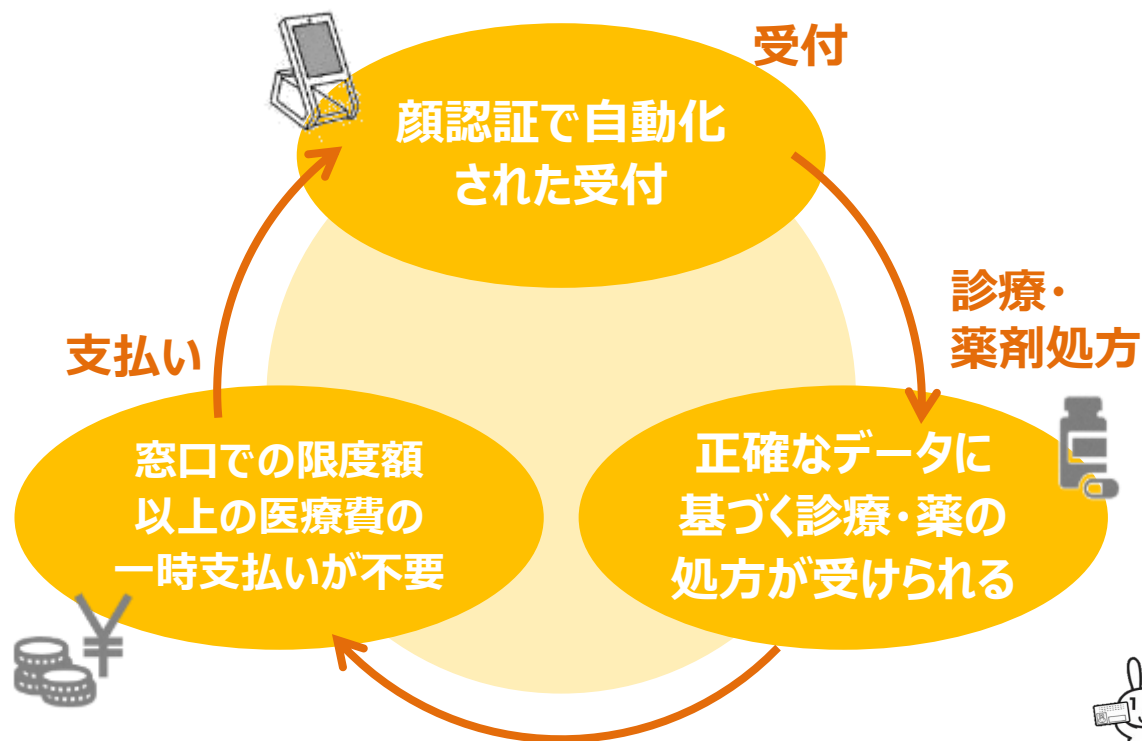 受付
顔認証で自動化
された受付
診療・
薬剤処方
正確なデータに
基づく診療・薬の
処方が受けられる
支払い
窓口での限度額
以上の医療費の
一時支払いが不要
¥